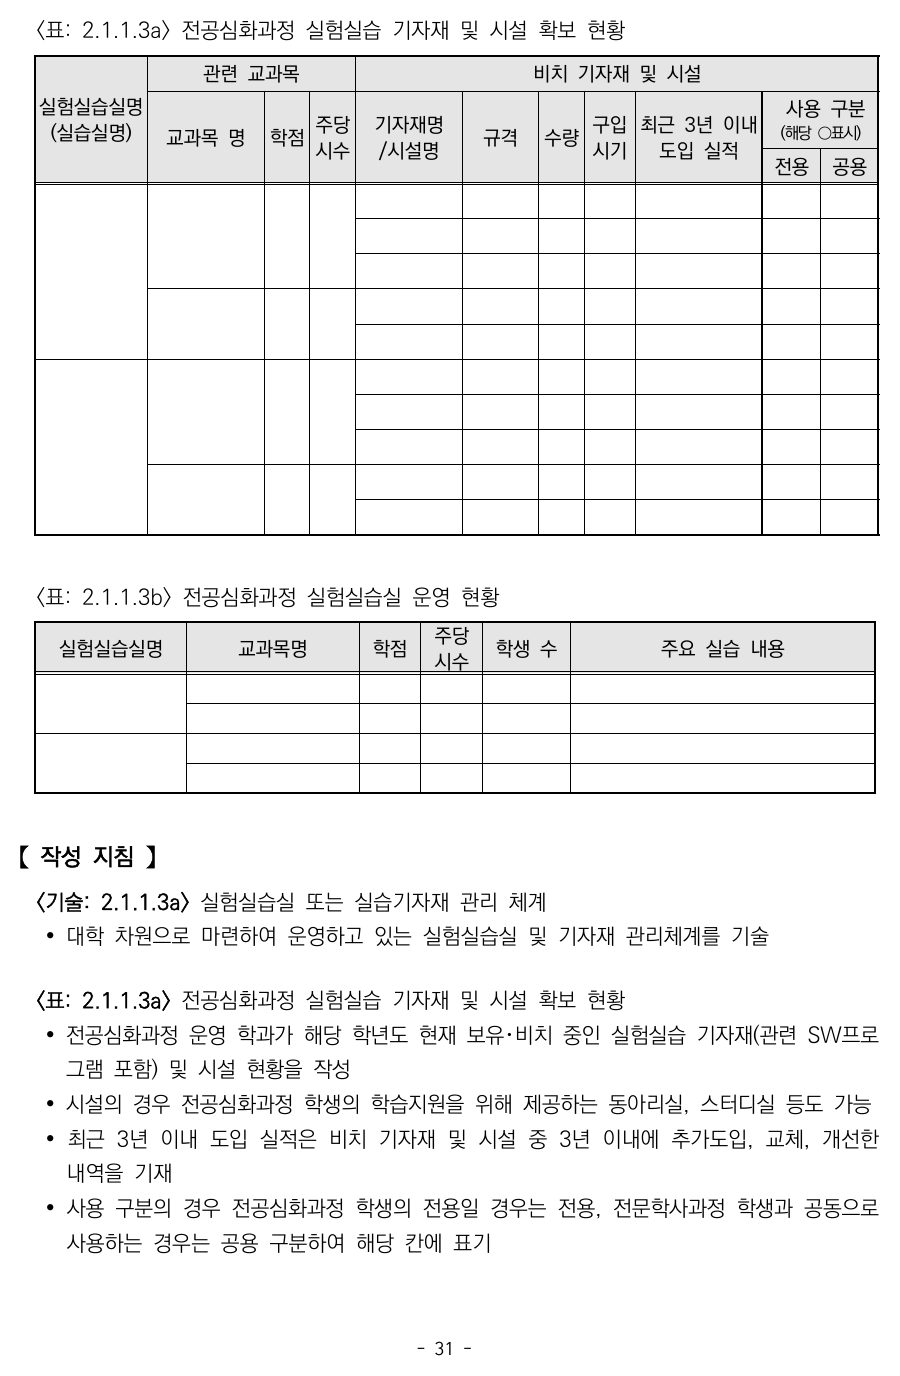 〈표: 2.1.1.3a〉 전공심화과정 실험실습 기자재 및 시설 확보 현황
실험실습실명
(실습실명)
관련 교과목
비치 기자재 및 시설
교과목 명
학점
주당
시수
기자재명
/시설명
규격
수량
구입
시기
최근 3년 이내
도입 실적
사용 구분
(해당 ○표시)
전용
공용
〈표: 2.1.1.3b〉 전공심화과정 실험실습실 운영 현황
실험실습실명
교과목명
학점
주당
시수
학생 수
주요 실습 내용
【 작성 지침 】
〈기술: 2.1.1.3a〉 실험실습실 또는 실습기자재 관리 체계
• 대학 차원으로 마련하여 운영하고 있는 실험실습실 및 기자재 관리체계를 기술
〈표: 2.1.1.3a〉 전공심화과정 실험실습 기자재 및 시설 확보 현황
• 전공심화과정 운영 학과가 해당 학년도 현재 보유·비치 중인 실험실습 기자재(관련 SW프로
그램 포함) 및 시설 현황을 작성
• 시설의 경우 전공심화과정 학생의 학습지원을 위해 제공하는 동아리실, 스터디실 등도 가능
• 최근 3년 이내 도입 실적은 비치 기자재 및 시설 중 3년 이내에 추가도입, 교체, 개선한
내역을 기재
• 사용 구분의 경우 전공심화과정 학생의 전용일 경우는 전용, 전문학사과정 학생과 공동으로
사용하는 경우는 공용 구분하여 해당 칸에 표기
- 31 -